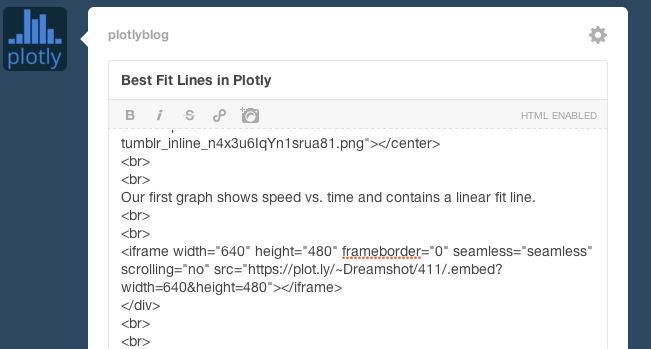 plotly
plotlyblog
Best Fit Lines in Plotly
B i S
HTML ENABLED
tumblr_inline_n4x3u6IqYn1srua81.png"></center>
<br>
<br>
Our first graph shows speed vs. time and contains a linear fit line.
<br>
<br>
<iframe width="640" height="480" frameborder="0" seamless="seamless"
scrolling="no" src="https://plot.ly/~Dreamshot/411/.embed?
width=640&height=480"></iframe>
</div>
<br>
<br>